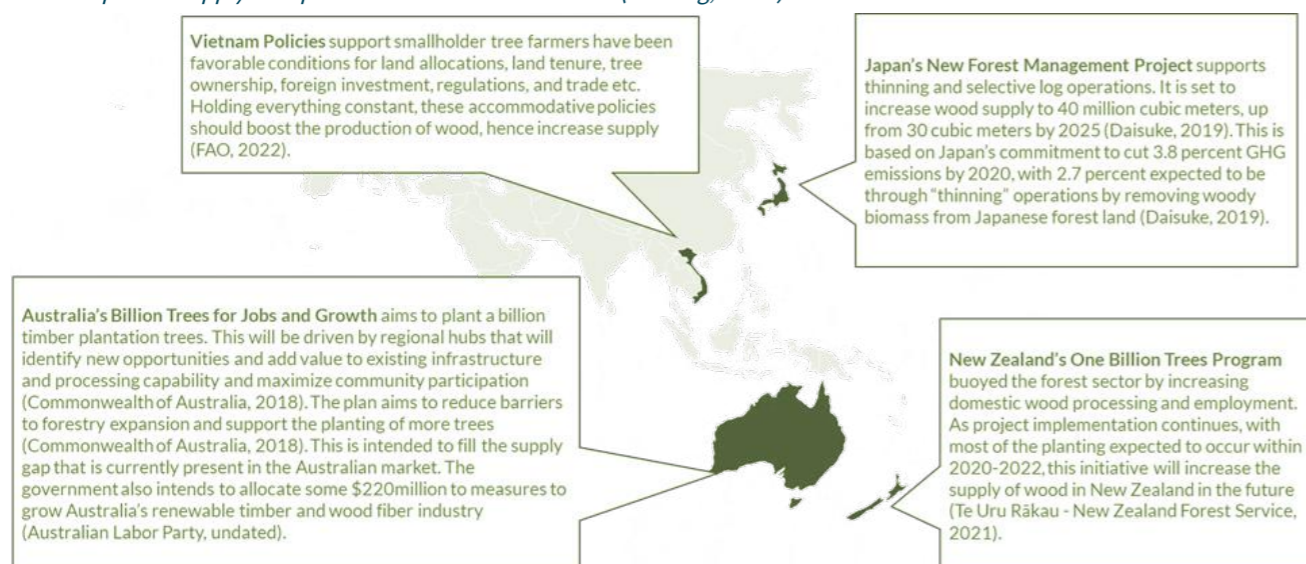 Vietnam Policies support smallholder tree farmers have been
favorable conditions for land allocations, land tenure, tree
ownership, foreign investment, regulations, and trade etc.
Holding everything constant, these accommodative policies
should boost the production of wood, hence increase supply
(FAO, 2022).
Japan's New Forest Management Project supports
thinning and selective log operations. It is set to
increase wood supply to 40 million cubic meters, up
from 30 cubic meters by 2025 (Daisuke, 2019). This is
based on Japan's commitment to cut 3.8 percent GHG
emissions by 2020, with 2.7 percent expected to be
through "thinning" operations by removing woody
biomass from Japanese forest land (Daisuke, 2019).
Australia's Billion Trees for Jobs and Growth aims to plant a billion
timber plantation trees. This will be driven by regional hubs that will
identify new opportunities and add value to existing infrastructure
and processing capability and maximize community participation
(Commonwealth of Australia, 2018). The plan aims to reduce barriers
to forestry expansion and support the planting of more trees
(Commonwealth of Australia, 2018). This is intended to fill the supply
gap that is currently present in the Australian market. The
government also intends to allocate some $220million to measures to
grow Australia's renewable timber and wood fiber industry
(Australian Labor Party, undated).
New Zealand's One Billion Trees Program
buoyed the forest sector by increasing
domestic wood processing and employment.
As project implementation continues, with
most of the planting expected to occur within
2020-2022, this initiative will increase the
supply of wood in New Zealand in the future
(Te Uru Rākau - New Zealand Forest Service,
2021).